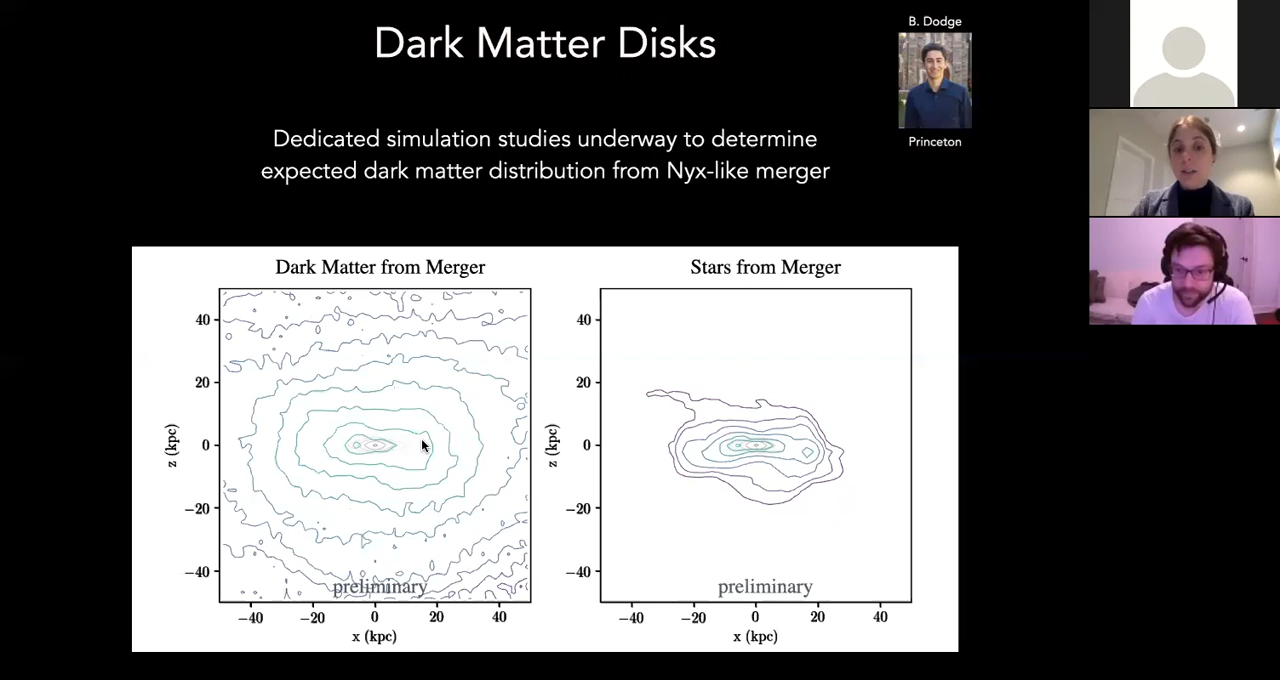 Dark Matter Disks
B. Dodge
Princeton
Dedicated simulation studies underway to determine
expected dark matter distribution from Nyx-like merger
Dark Matter from Merger
40
20
0
−20
−40
z (kpc)
preliminary
−40 −20 0 20 40
x (kpc)
Stars from Merger
40
20
0
−20
−40
z (kpc)
preliminary
−40 −20 0 20 40
x (kpc)